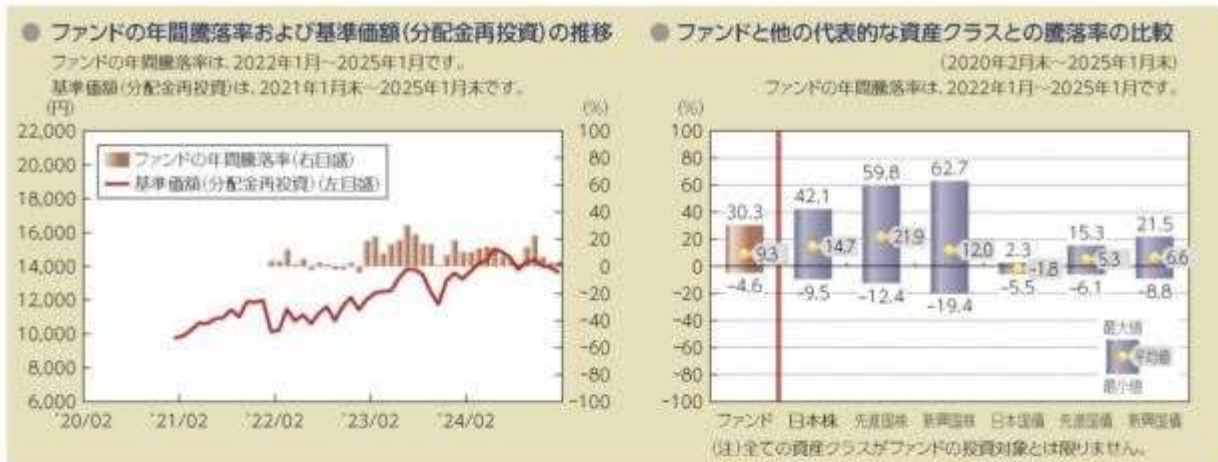 ● ファンドの年間騰落率および基準価額(分配金再投資)の推移
ファンドの年間騰落率は、2022年1月～2025年1月です。
基準価額(分配金再投資)は、2021年1月末～2025年1月末です。
(円)
(%)
22,000
20,000
18,000
16,000
14,000
12,000
10,000
8,000
6,000
100
80
60
40
20
0
-20
-40
-60
-80
-100
ファンドの年間騰落率(右目盛)
基準価額(分配金再投資)(左目盛)
'20/02 '21/02 '22/02 '23/02 '24/02
● ファンドと他の代表的な資産クラスとの騰落率の比較
(2020年2月末～2025年1月末)
ファンドの年間騰落率は、2022年1月～2025年1月です。
(%)
100
80
60
40
20
0
-20
-40
-60
-80
-100
30.3 42.1 59.8 62.7 2.3 15.3 21.5
9.3 14.7 21.9 12.0 -1.8 5.3 6.6
-4.6 -9.5 -12.4 -19.4 -5.5 -6.1 -8.8
最大値
平均値
最小値
ファンド 日本株 先進国株 新興国株 日本国債 先進国債 新興国債
(注)全ての資産クラスがファンドの投資対象とは限りません。